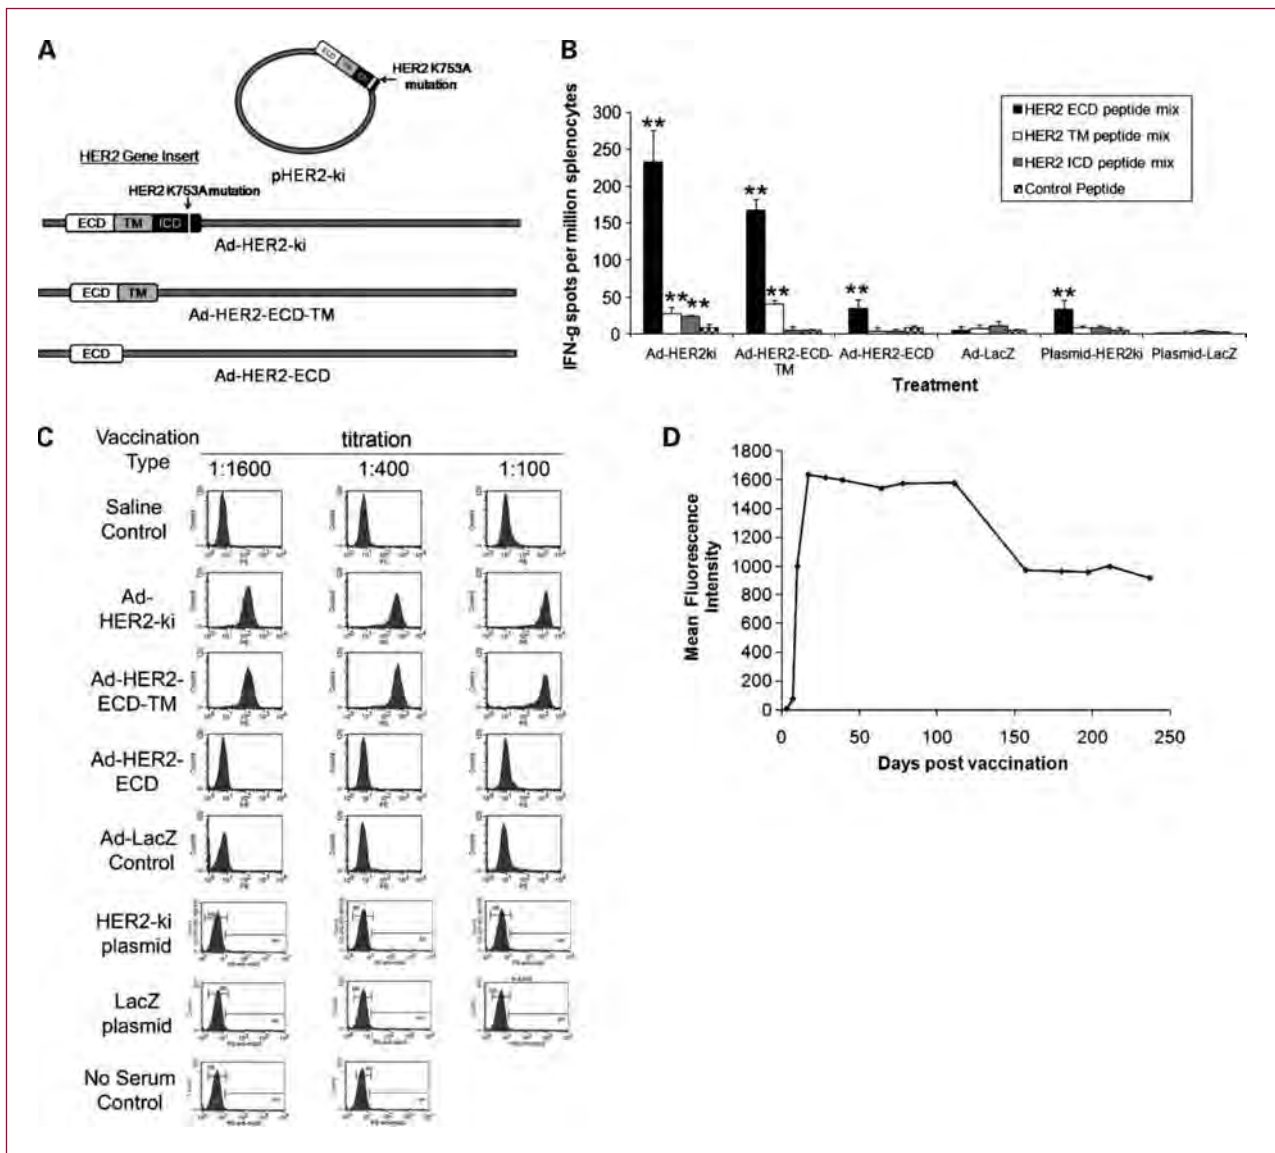 A
ECD
TM
HER2 K753A
mutation
pHER2-ki
HER2 Gene Insert
HER2 K753A mutation
ECD TM ICD
Ad-HER2-ki
ECD TM
Ad-HER2-ECD-TM
ECD
Ad-HER2-ECD
B
IFN-g spots per million splenocytes
300
250
200
150
100
50
0
HER2 ECD peptide mix
HER2 TM peptide mix
HER2 ICD peptide mix
Control Peptide
**
**
**
**
**
**
**
Ad-HER2ki
Ad-HER2-ECD-
TM
Ad-HER2-ECD
Ad-LacZ
Plasmid-HER2ki
Plasmid-LacZ
Treatment
C
Vaccination
Type
titration
1:1600 1:400 1:100
Saline
Control
Ad-
HER2-ki
Ad-HER2-
ECD-TM
Ad-HER2-
ECD
Ad-LacZ
Control
HER2-ki
plasmid
LacZ
plasmid
No Serum
Control
D
Mean Fluorescence
Intensity
1800
1600
1400
1200
1000
800
600
400
200
0
0 50 100 150 200 250
Days post vaccination